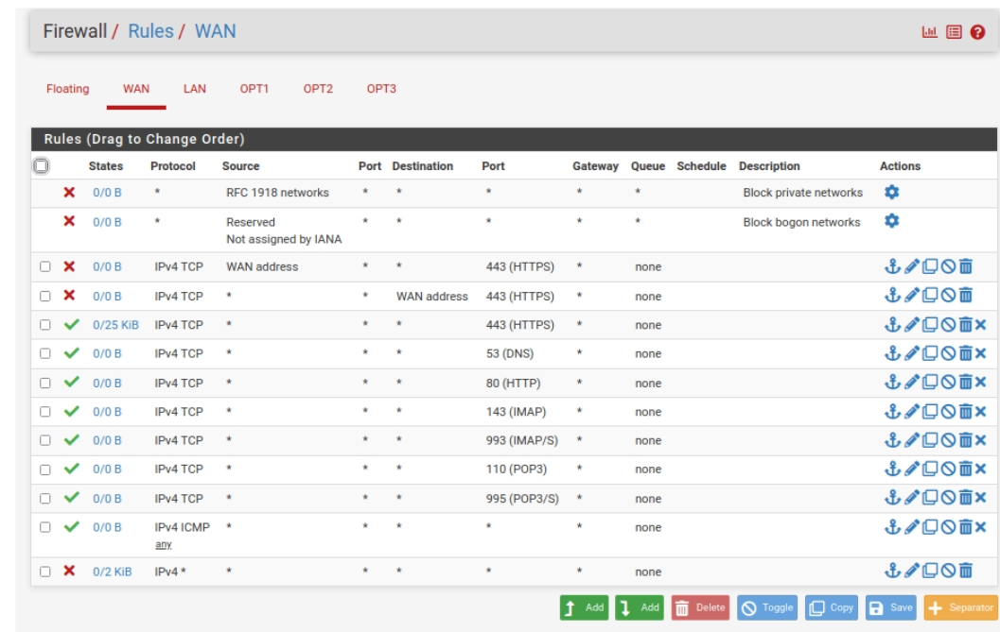 Firewall / Rules / WAN
Floating WAN LAN OPT1 OPT2 OPT3
Rules (Drag to Change Order)
States Protocol Source Port Destination Port Gateway Queue Schedule Description Actions
0/0 B * RFC 1918 networks * * * * * Block private networks
0/0 B * Reserved * * * * * Block bogon networks
Not assigned by IANA
0/0 B IPv4 TCP WAN address * * 443 (HTTPS) * none
0/0 B IPv4 TCP * * WAN address 443 (HTTPS) * none
0/25 KiB IPv4 TCP * * * 443 (HTTPS) * none
0/0 B IPv4 TCP * * * 53 (DNS) * none
0/0 B IPv4 TCP * * * 80 (HTTP) * none
0/0 B IPv4 TCP * * * 143 (IMAP) * none
0/0 B IPv4 TCP * * * 993 (IMAP/S) * none
0/0 B IPv4 TCP * * * 110 (POP3) * none
0/0 B IPv4 TCP * * * 995 (POP3/S) * none
0/0 B IPv4 ICMP * * * * * none
any
0/2 KiB IPv4 * * * * * * none
Add Add Delete Toggle Copy Save Separator